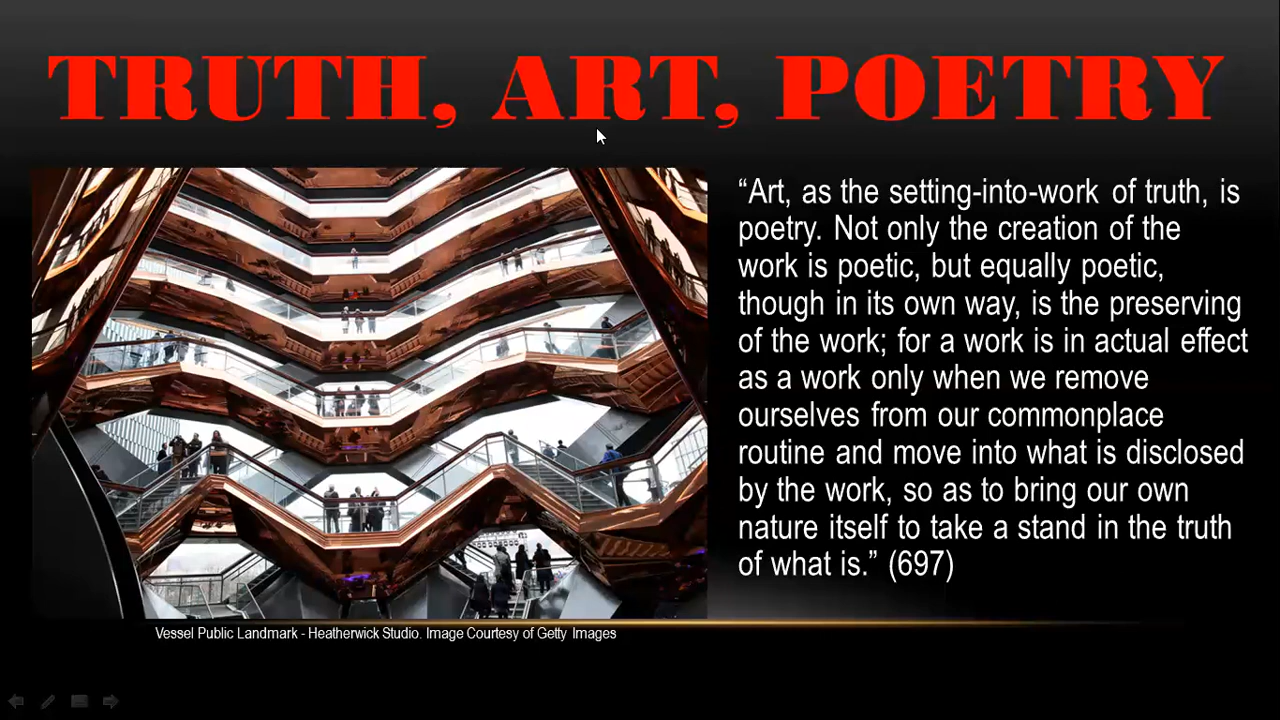 TRUTH, ART, POETRY
“Art, as the setting-into-work of truth, is
poetry. Not only the creation of the
work is poetic, but equally poetic,
though in its own way, is the preserving
of the work; for a work is in actual effect
as a work only when we remove
ourselves from our commonplace
routine and move into what is disclosed
by the work, so as to bring our own
nature itself to take a stand in the truth
of what is.” (697)
Vessel Public Landmark - Heatherwick Studio. Image Courtesy of Getty Images